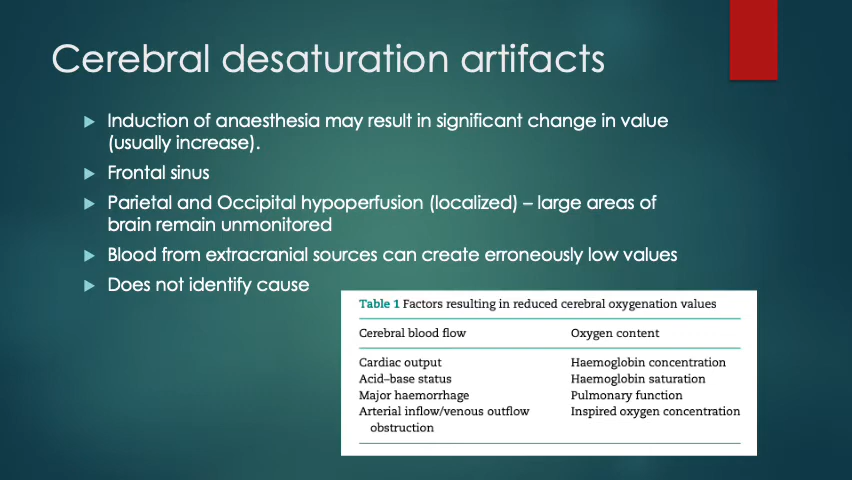 Cerebral desaturation artifacts
Induction of anaesthesia may result in significant change in value
(usually increase).
Frontal sinus
Parietal and Occipital hypoperfusion (localized) – large areas of
brain remain unmonitored
Blood from extracranial sources can create erroneously low values
Does not identify cause
Table 1 Factors resulting in reduced cerebral oxygenation values
Cerebral blood flow Oxygen content
Cardiac output Haemoglobin concentration
Acid–base status Haemoglobin saturation
Major haemorrhage Pulmonary function
Arterial inflow/venous outflow Inspired oxygen concentration
obstruction